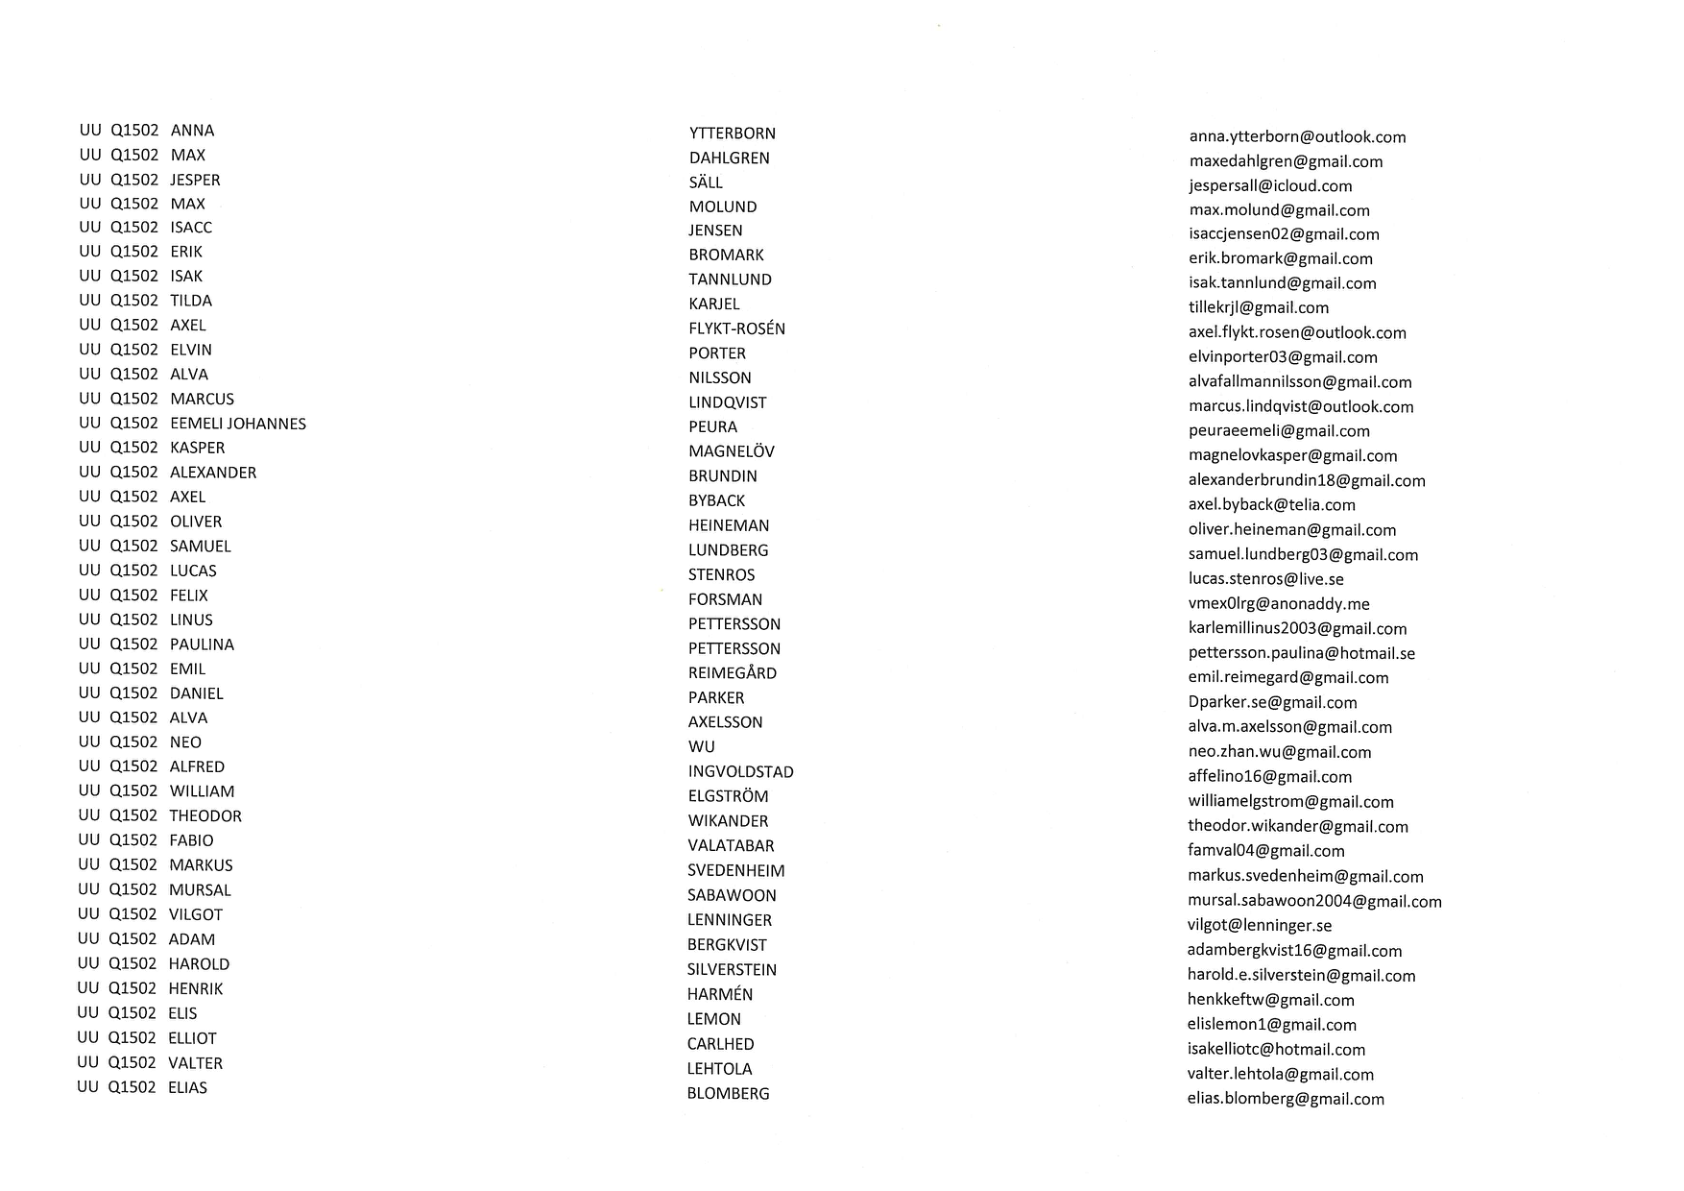 UU Q1502 ANNA YTTERBORN anna.ytterborn@outlook.com
UU Q1502 MAX DAHLGREN maxedahlgren@gmail.com
UU Q1502 JESPER SÄLL jespersall@icloud.com
UU Q1502 MAX MOLUND max.molund@gmail.com
UU Q1502 ISACC JENSEN isaccjensen02@gmail.com
UU Q1502 ERIK BROMARK erik.bromark@gmail.com
UU Q1502 ISAK TANNLUND isak.tannlund@gmail.com
UU Q1502 TILDA KARJEL tillekrjl@gmail.com
UU Q1502 AXEL FLYKT-ROSÉN axel.flykt.rosen@outlook.com
UU Q1502 ELVIN PORTER elvinporter03@gmail.com
UU Q1502 ALVA NILSSON alvafallmannilsson@gmail.com
UU Q1502 MARCUS LINDQVIST marcus.lindqvist@outlook.com
UU Q1502 EEMELI JOHANNES PEURA peuraeemeli@gmail.com
UU Q1502 KASPER MAGNELÖV magnelovkasper@gmail.com
UU Q1502 ALEXANDER BRUNDIN alexanderbrundin18@gmail.com
UU Q1502 AXEL BYBACK axel.byback@telia.com
UU Q1502 OLIVER HEINEMAN oliver.heineman@gmail.com
UU Q1502 SAMUEL LUNDBERG samuel.lundberg03@gmail.com
UU Q1502 LUCAS STENROS lucas.stenros@live.se
UU Q1502 FELIX FORSMAN vmex0lrg@anonaddy.me
UU Q1502 LINUS PETTERSSON karlemillinus2003@gmail.com
UU Q1502 PAULINA PETTERSSON pettersson.paulina@hotmail.se
UU Q1502 EMIL REIMEGÅRD emil.reimegard@gmail.com
UU Q1502 DANIEL PARKER Dparker.se@gmail.com
UU Q1502 ALVA AXELSSON alva.m.axelsson@gmail.com
UU Q1502 NEO WU neo.zhan.wu@gmail.com
UU Q1502 ALFRED INGVOLDSTAD affelino16@gmail.com
UU Q1502 WILLIAM ELGSTRÖM williamelgstrom@gmail.com
UU Q1502 THEODOR WIKANDER theodor.wikander@gmail.com
UU Q1502 FABIO VALATABAR famval04@gmail.com
UU Q1502 MARKUS SVEDENHEIM markus.svedenheim@gmail.com
UU Q1502 MURSAL SABAWOON mursal.sabawoon2004@gmail.com
UU Q1502 VILGOT LENNINGER vilgot@lenninger.se
UU Q1502 ADAM BERGKVIST adambergkvist16@gmail.com
UU Q1502 HAROLD SILVERSTEIN harold.e.silverstein@gmail.com
UU Q1502 HENRIK HARMÉN henkkeftw@gmail.com
UU Q1502 ELIS LEMON elislemon1@gmail.com
UU Q1502 ELLIOT CARLHED isakelliotc@hotmail.com
UU Q1502 VALTER LEHTOLA valter.lehtola@gmail.com
UU Q1502 ELIAS BLOMBERG elias.blomberg@gmail.com